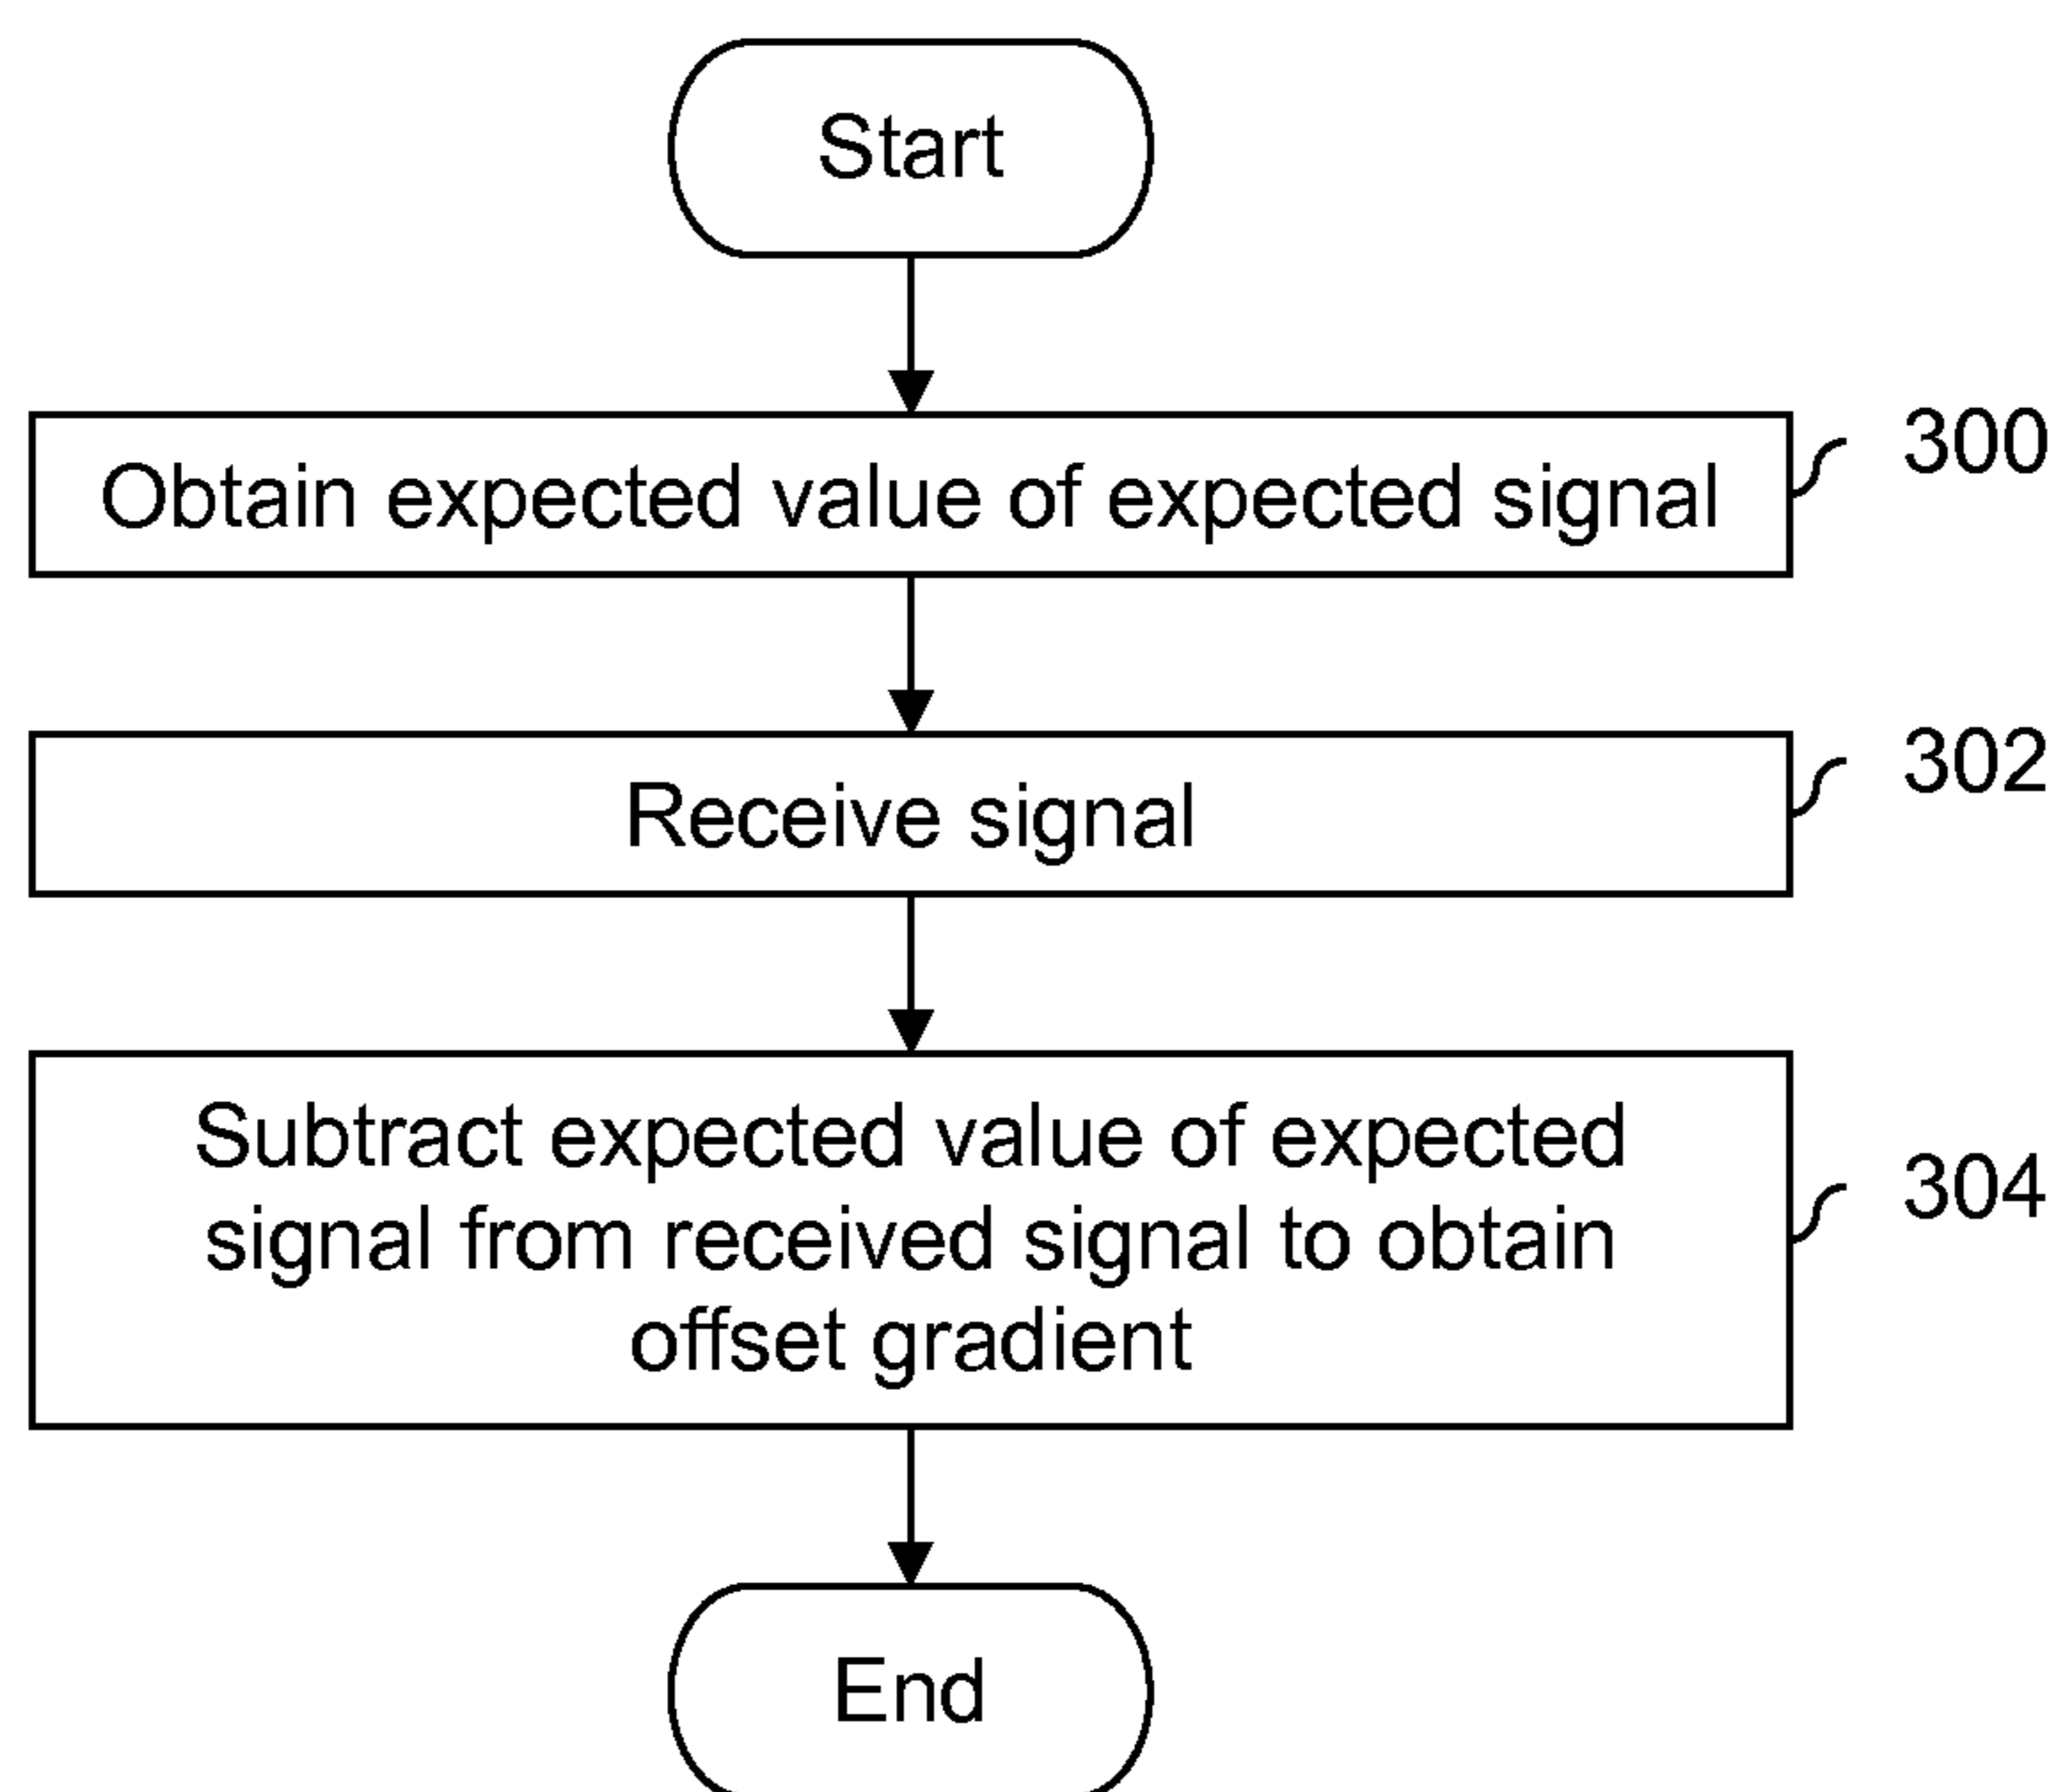 Start
Obtain expected value of expected signal
300
Receive signal
302
Subtract expected value of expected
signal from received signal to obtain
offset gradient
304
End